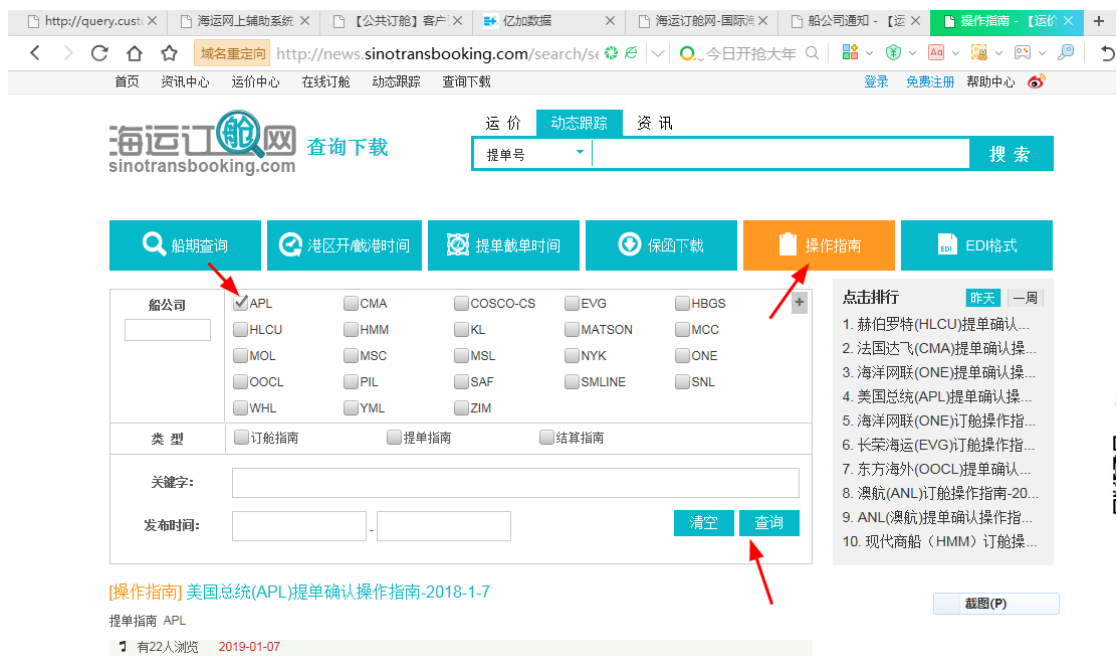 http://query.cust
海运网上辅助系统
【公共订舱】客户
亿加数据
海运订舱网-国际海
船公司通知 - 【运
操作指南 - 【运价
域名重定向 http://news.sinotransbooking.com/search/se
今日开抢大年
首页 资讯中心 运价中心 在线订舱 动态跟踪 查询下载
登录 免费注册 帮助中心
海运订舱网 查询下载
sinotransbooking.com
运 价 动态跟踪 资 讯
提单号 搜 索
船期查询 港区开/截港时间 提单截单时间 保函下载 操作指南 EDI EDI格式
船公司
APL CMA COSCO-CS EVG HBGS +
HLCU HMM KL MATSON MCC
MOL MSC MSL NYK ONE
OOCL PIL SAF SMLINE SNL
WHL YML ZIM
类 型 订舱指南 提单指南 结算指南
关键字:
发布时间: - 清空 查询
点击排行 昨天 一周
1. 赫伯罗特(HLCU)提单确认...
2. 法国达飞(CMA)提单确认操...
3. 海洋网联(ONE)提单确认操...
4. 美国总统(APL)提单确认操...
5. 海洋网联(ONE)订舱操作指...
6. 长荣海运(EVG)订舱操作指...
7. 东方海外(OOCL)提单确认...
8. 澳航(ANL)订舱操作指南-20...
9. ANL(澳航)提单确认操作指...
10. 现代商船（HMM）订舱操...
[操作指南] 美国总统(APL)提单确认操作指南-2018-1-7
截图(P)
提单指南 APL
有22人浏览 2019-01-07